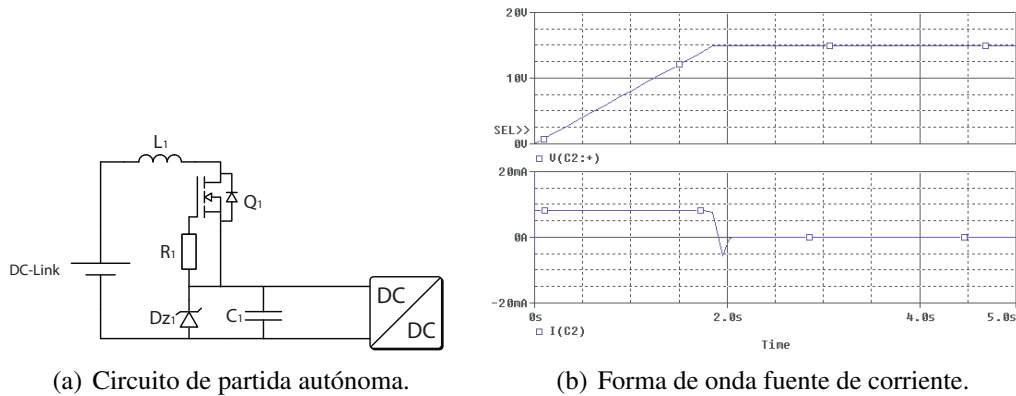 L1
Q1
R1
DC-Link
Dz1
C1
DC
DC
(a) Circuito de partida autónoma.
20V
10V
SEL>>
0V
V(C2:+)
20mA
0A
-20mA
0s
2.0s
4.0s
5.0s
I(C2)
Time
(b) Forma de onda fuente de corriente.